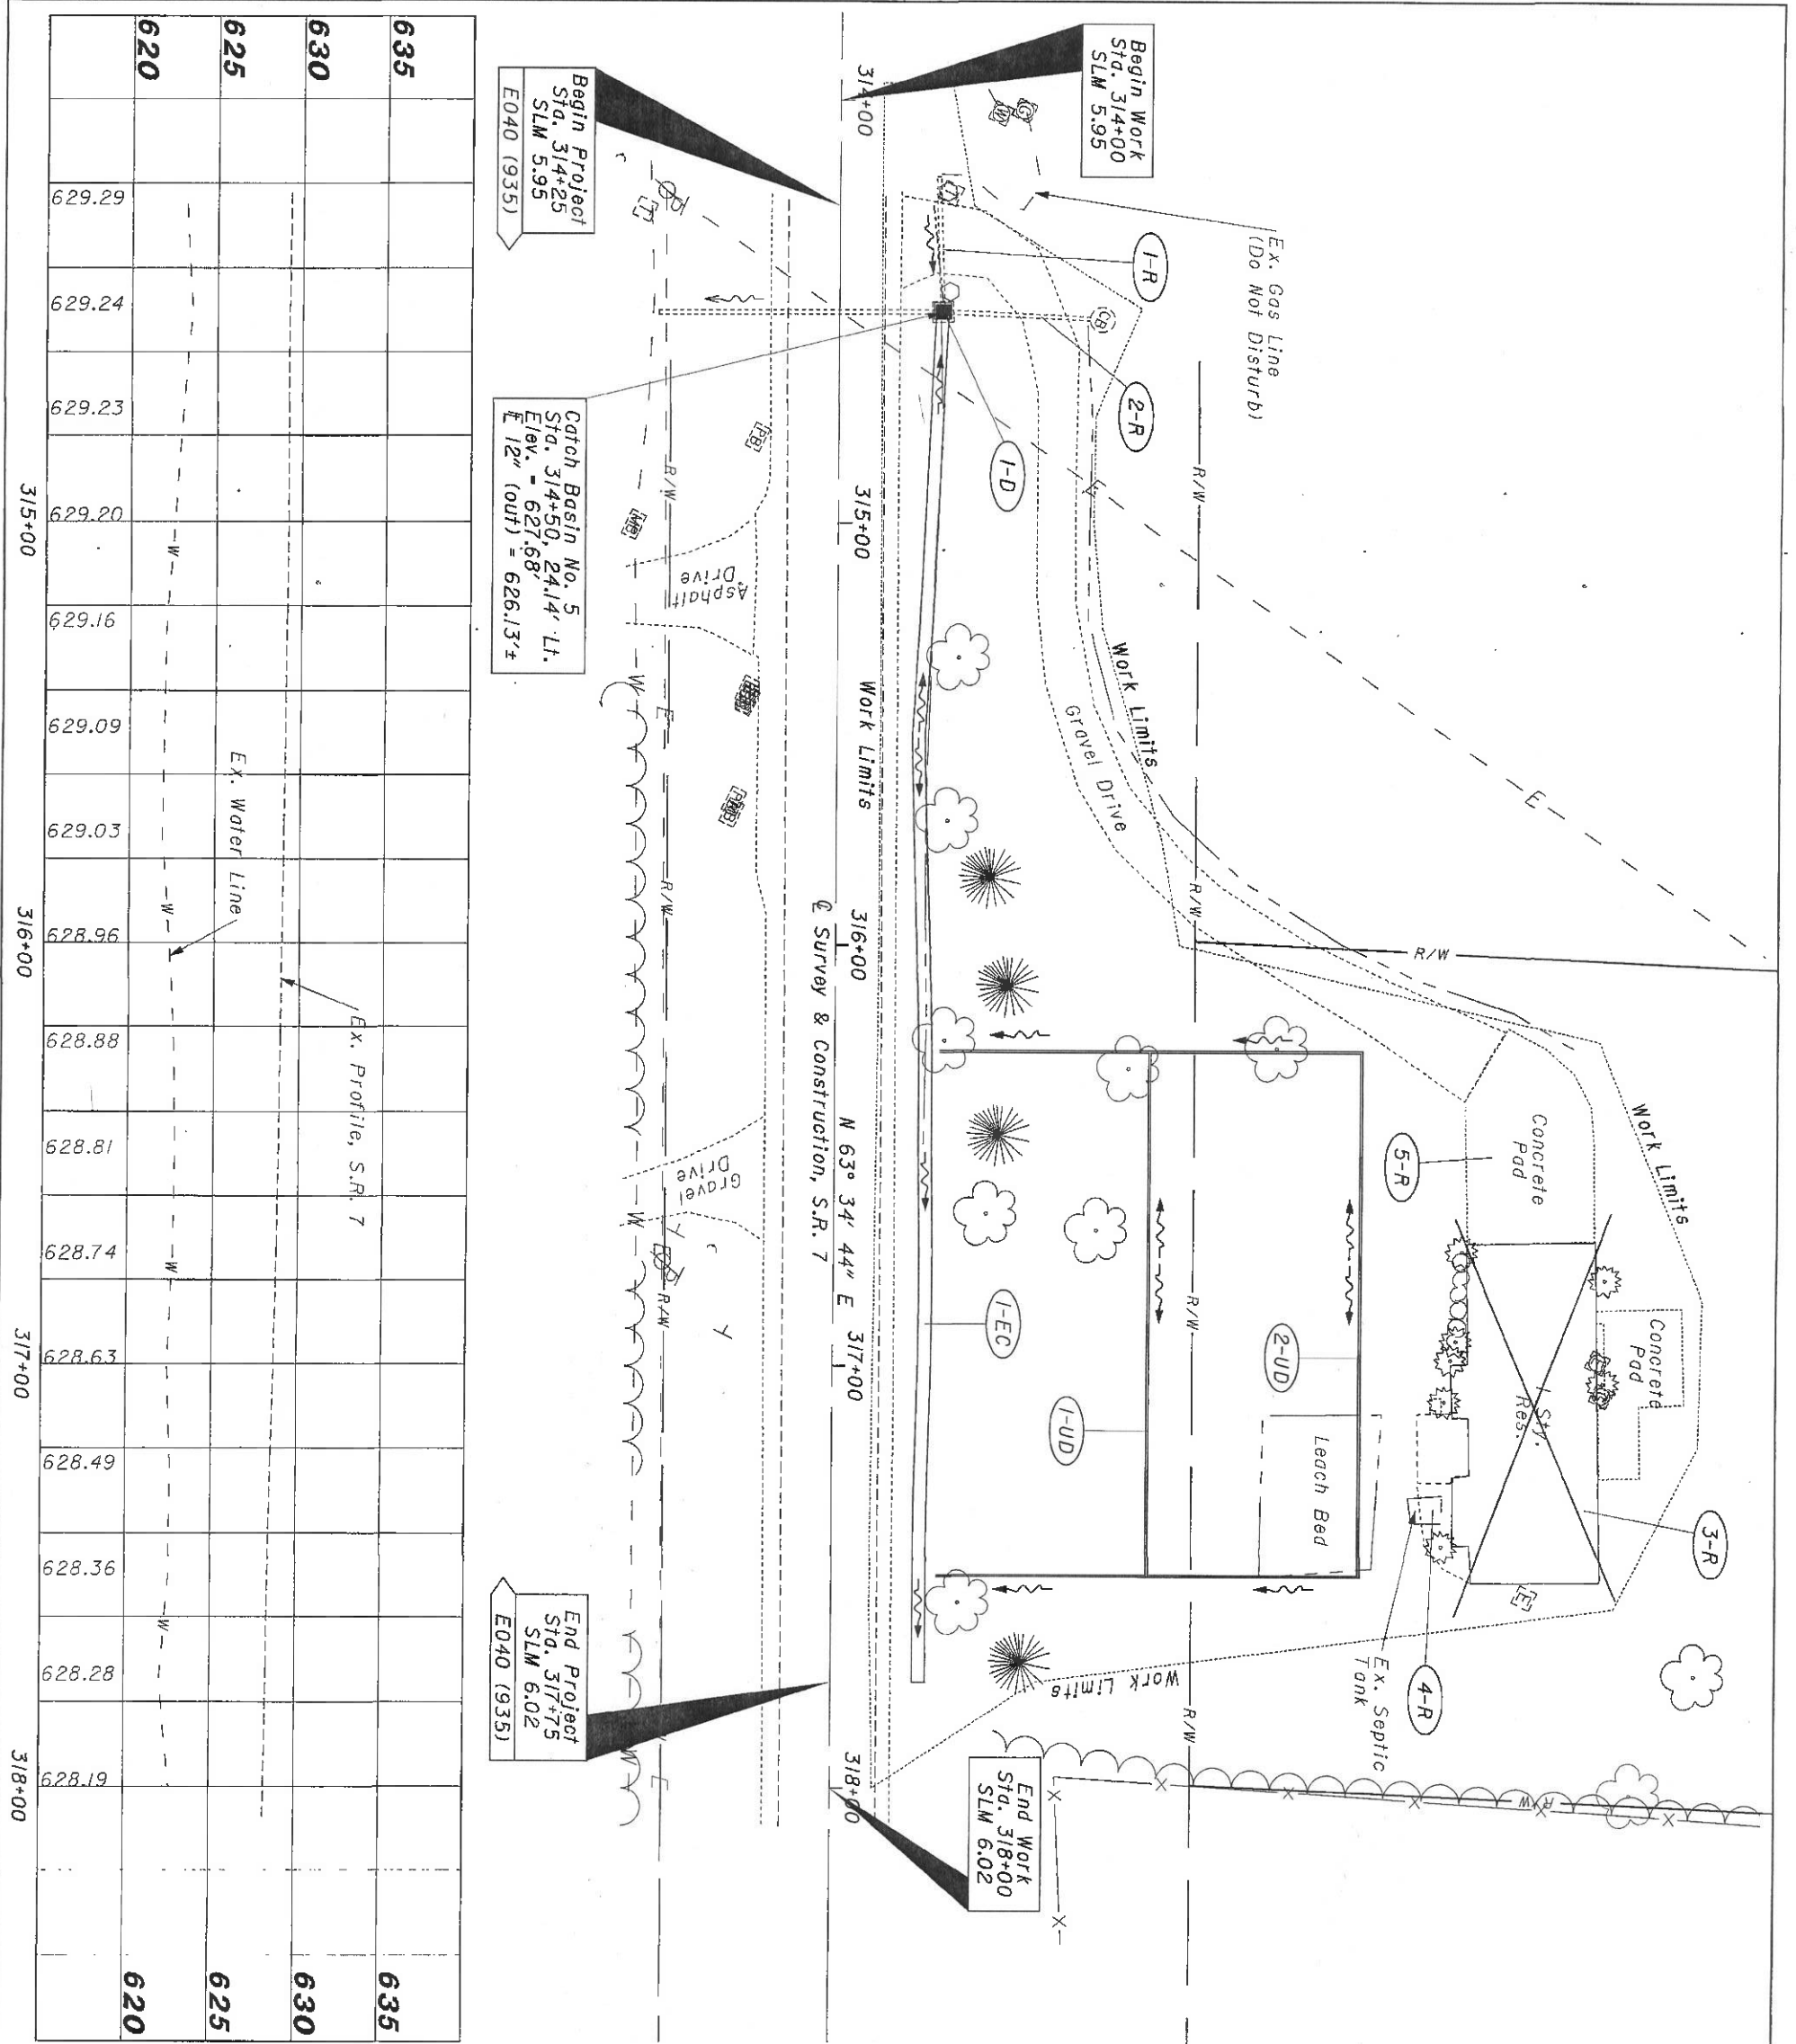 Begin Work
Sta. 314+00
SLM 5.95
Ex. Gas Line
(Do Not Disturb)
G
W
T
1-R
2-R
CB
1-D
R/W
E
E
Work Limits
Gravel Drive
R/W
R/W
Work Limits
Concrete
Pad
5-R
Concrete
Pad
1 Sty.
Res.
3-R
2-UD
Leach Bed
1-UD
1-EC
R/W
E
4-R
Ex. Septic
Tank
Work Limits
R/W
R/W
X
X
X
X
X
X
X
End Work
Sta. 318+00
SLM 6.02
314+00
315+00
Work Limits
316+00
N 63° 34' 44" E
317+00
318+00
℄ Survey & Construction, S.R. 7
Begin Project
Sta. 314+25
SLM 5.95
E040 (935)
T
PB
MB
R/W
Asphalt
Drive
W
E
R/W
Gravel
Drive
W
R/W
W
E
Catch Basin No. 5
Sta. 314+50, 24.14' Lt.
Elev. = 627.68'
℄ 12" (out) = 626.13'±
End Project
Sta. 317+75
SLM 6.02
E040 (935)
635
630
625
620
635
630
625
620
Ex. Profile, S.R. 7
Ex. Water Line
W
W
W
W
629.29
629.24
629.23
629.20
629.16
629.09
629.03
628.96
628.88
628.81
628.74
628.63
628.49
628.36
628.28
628.19
315+00
316+00
317+00
318+00